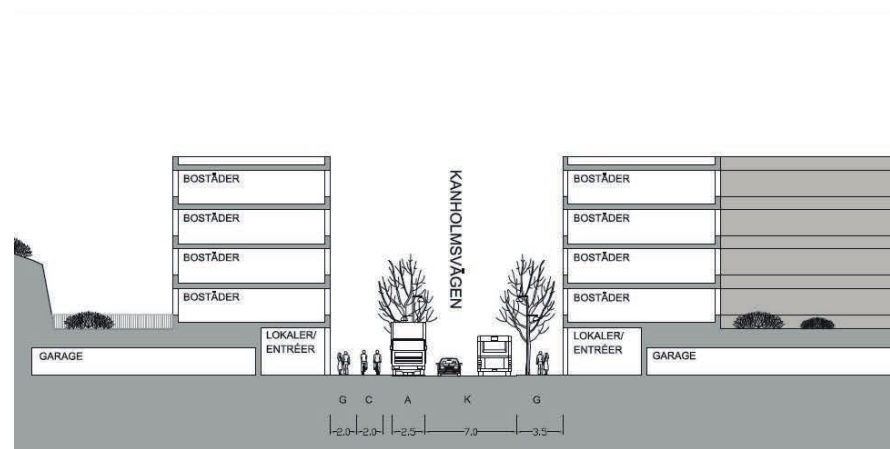 KANHOLMSVÄGEN
BOSTÄDER
BOSTÄDER
BOSTÄDER
BOSTÄDER
LOKALER/
ENTRÉER
GARAGE
BOSTÄDER
BOSTÄDER
BOSTÄDER
BOSTÄDER
LOKALER/
ENTRÉER
GARAGE
G C A K G
2.0 2.0 2.5 7.0 3.5